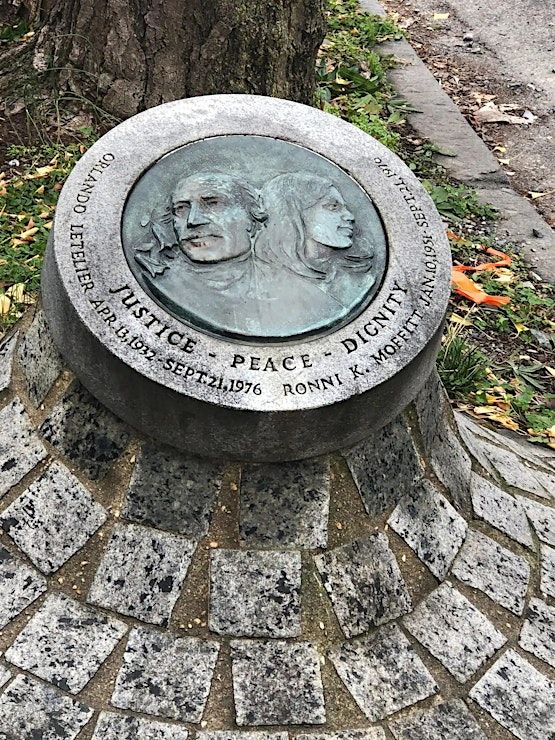 ORLANDO LETELIER APR.13,1932 SEPT.21,1976
JUSTICE - PEACE - DIGNITY
RONNI K. MOFFITT JAN.10,1951 SEPT.21,1976